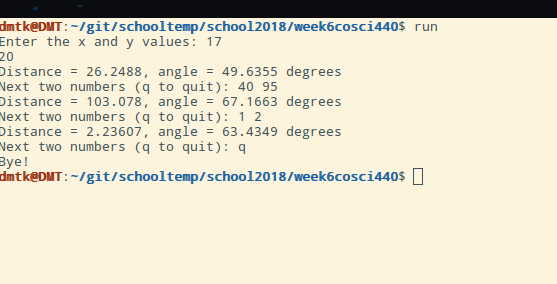 dmtk@DMT:~/git/schooltemp/school2018/week6cosci440$ run
Enter the x and y values: 17
20
Distance = 26.2488, angle = 49.6355 degrees
Next two numbers (q to quit): 40 95
Distance = 103.078, angle = 67.1663 degrees
Next two numbers (q to quit): 1 2
Distance = 2.23607, angle = 63.4349 degrees
Next two numbers (q to quit): q
Bye!
dmtk@DMT:~/git/schooltemp/school2018/week6cosci440$